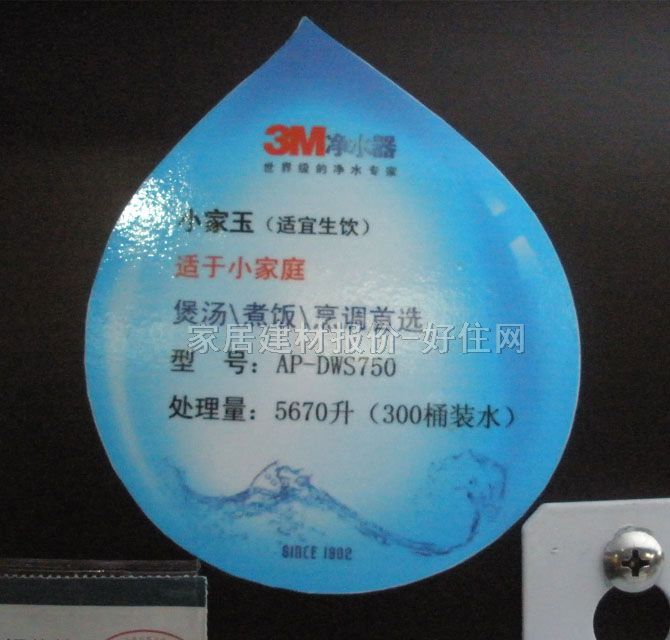 3M净水器
世界级的净水专家
小家玉（适宜生饮）
适于小家庭
煲汤\煮饭\烹调首选
家居建材报价-好住网
型 号：AP-DWS750
处理量：5670升（300桶装水）
SINCE 1902